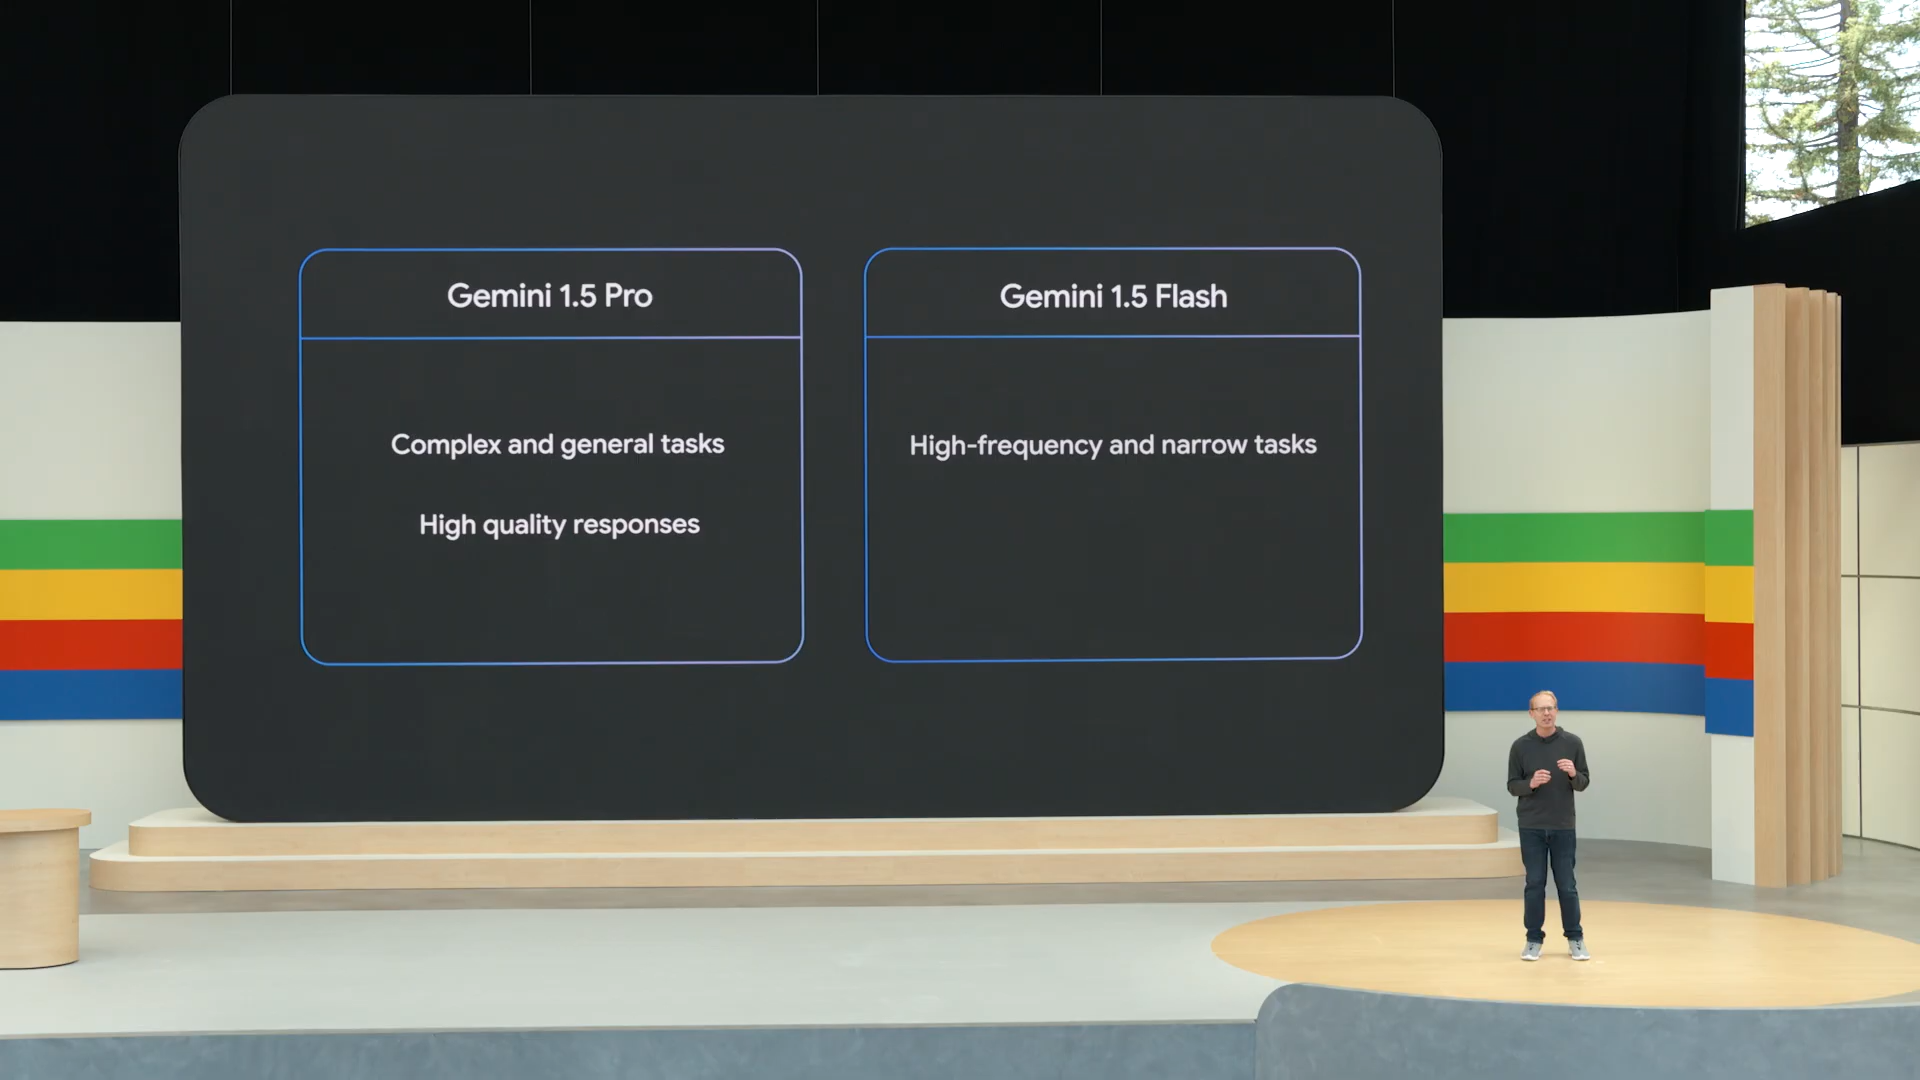 Gemini 1.5 Pro
Complex and general tasks
High quality responses
Gemini 1.5 Flash
High-frequency and narrow tasks